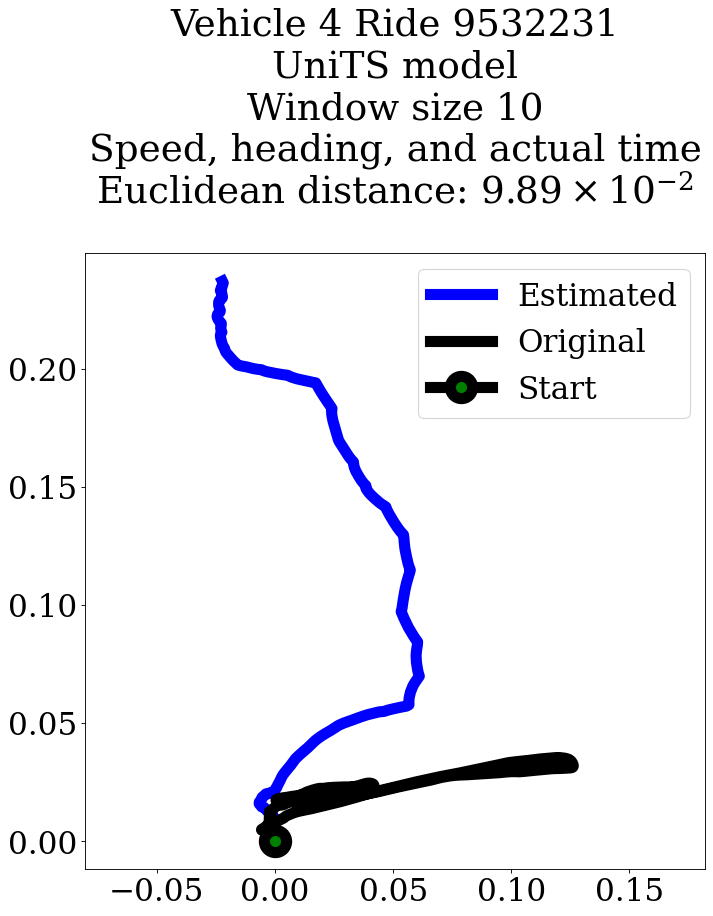 Vehicle 4 Ride 9532231
UniTS model
Window size 10
Speed, heading, and actual time
Euclidean distance: 9.89 × 10⁻²
Estimated
Original
Start
0.20
0.15
0.10
0.05
0.00
−0.05 0.00 0.05 0.10 0.15